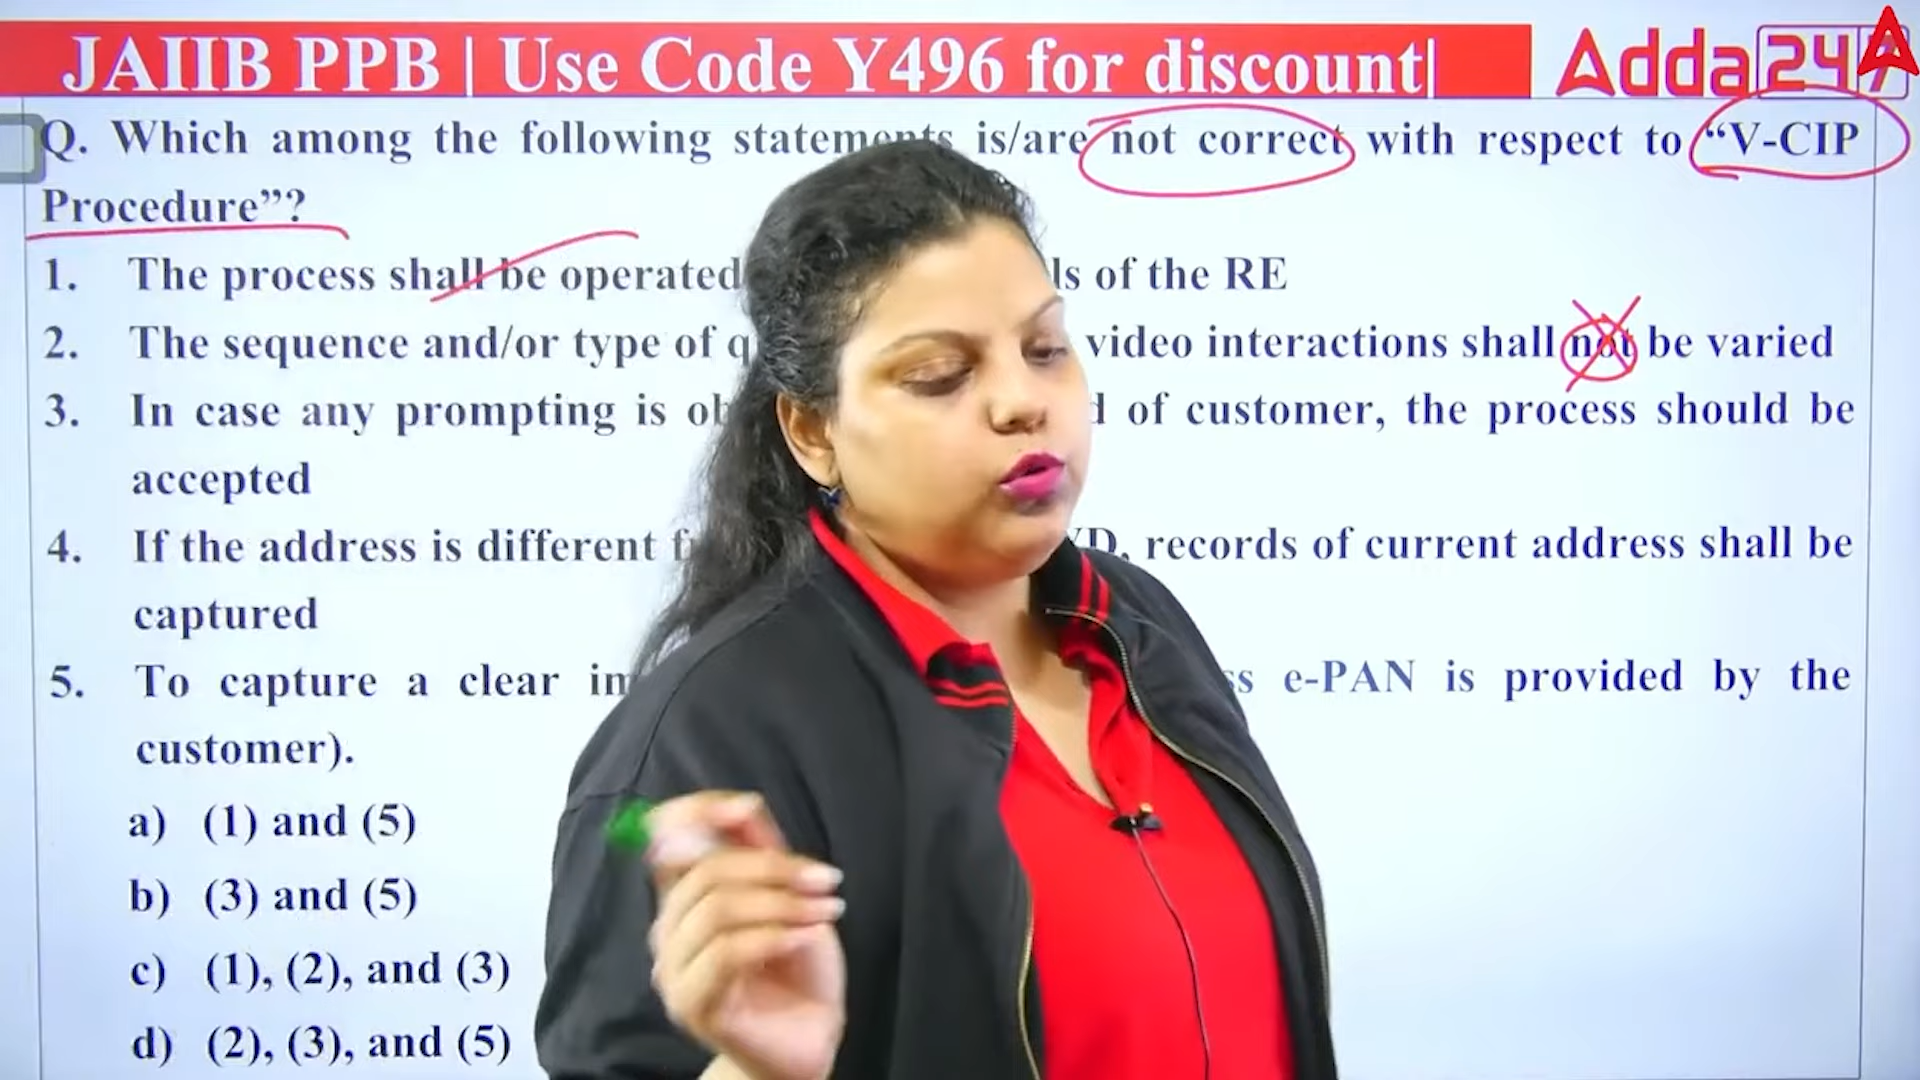 JAIIB PPB | Use Code Y496 for discount|
Adda247
Q. Which among the following statements is/are not correct with respect to “V-CIP
Procedure”?
1. The process shall be operated of the RE
2. The sequence and/or type of video interactions shall not be varied
3. In case any prompting is of customer, the process should be
accepted
4. If the address is different records of current address shall be
captured
5. To capture a clear e-PAN is provided by the
customer).
a) (1) and (5)
b) (3) and (5)
c) (1), (2), and (3)
d) (2), (3), and (5)